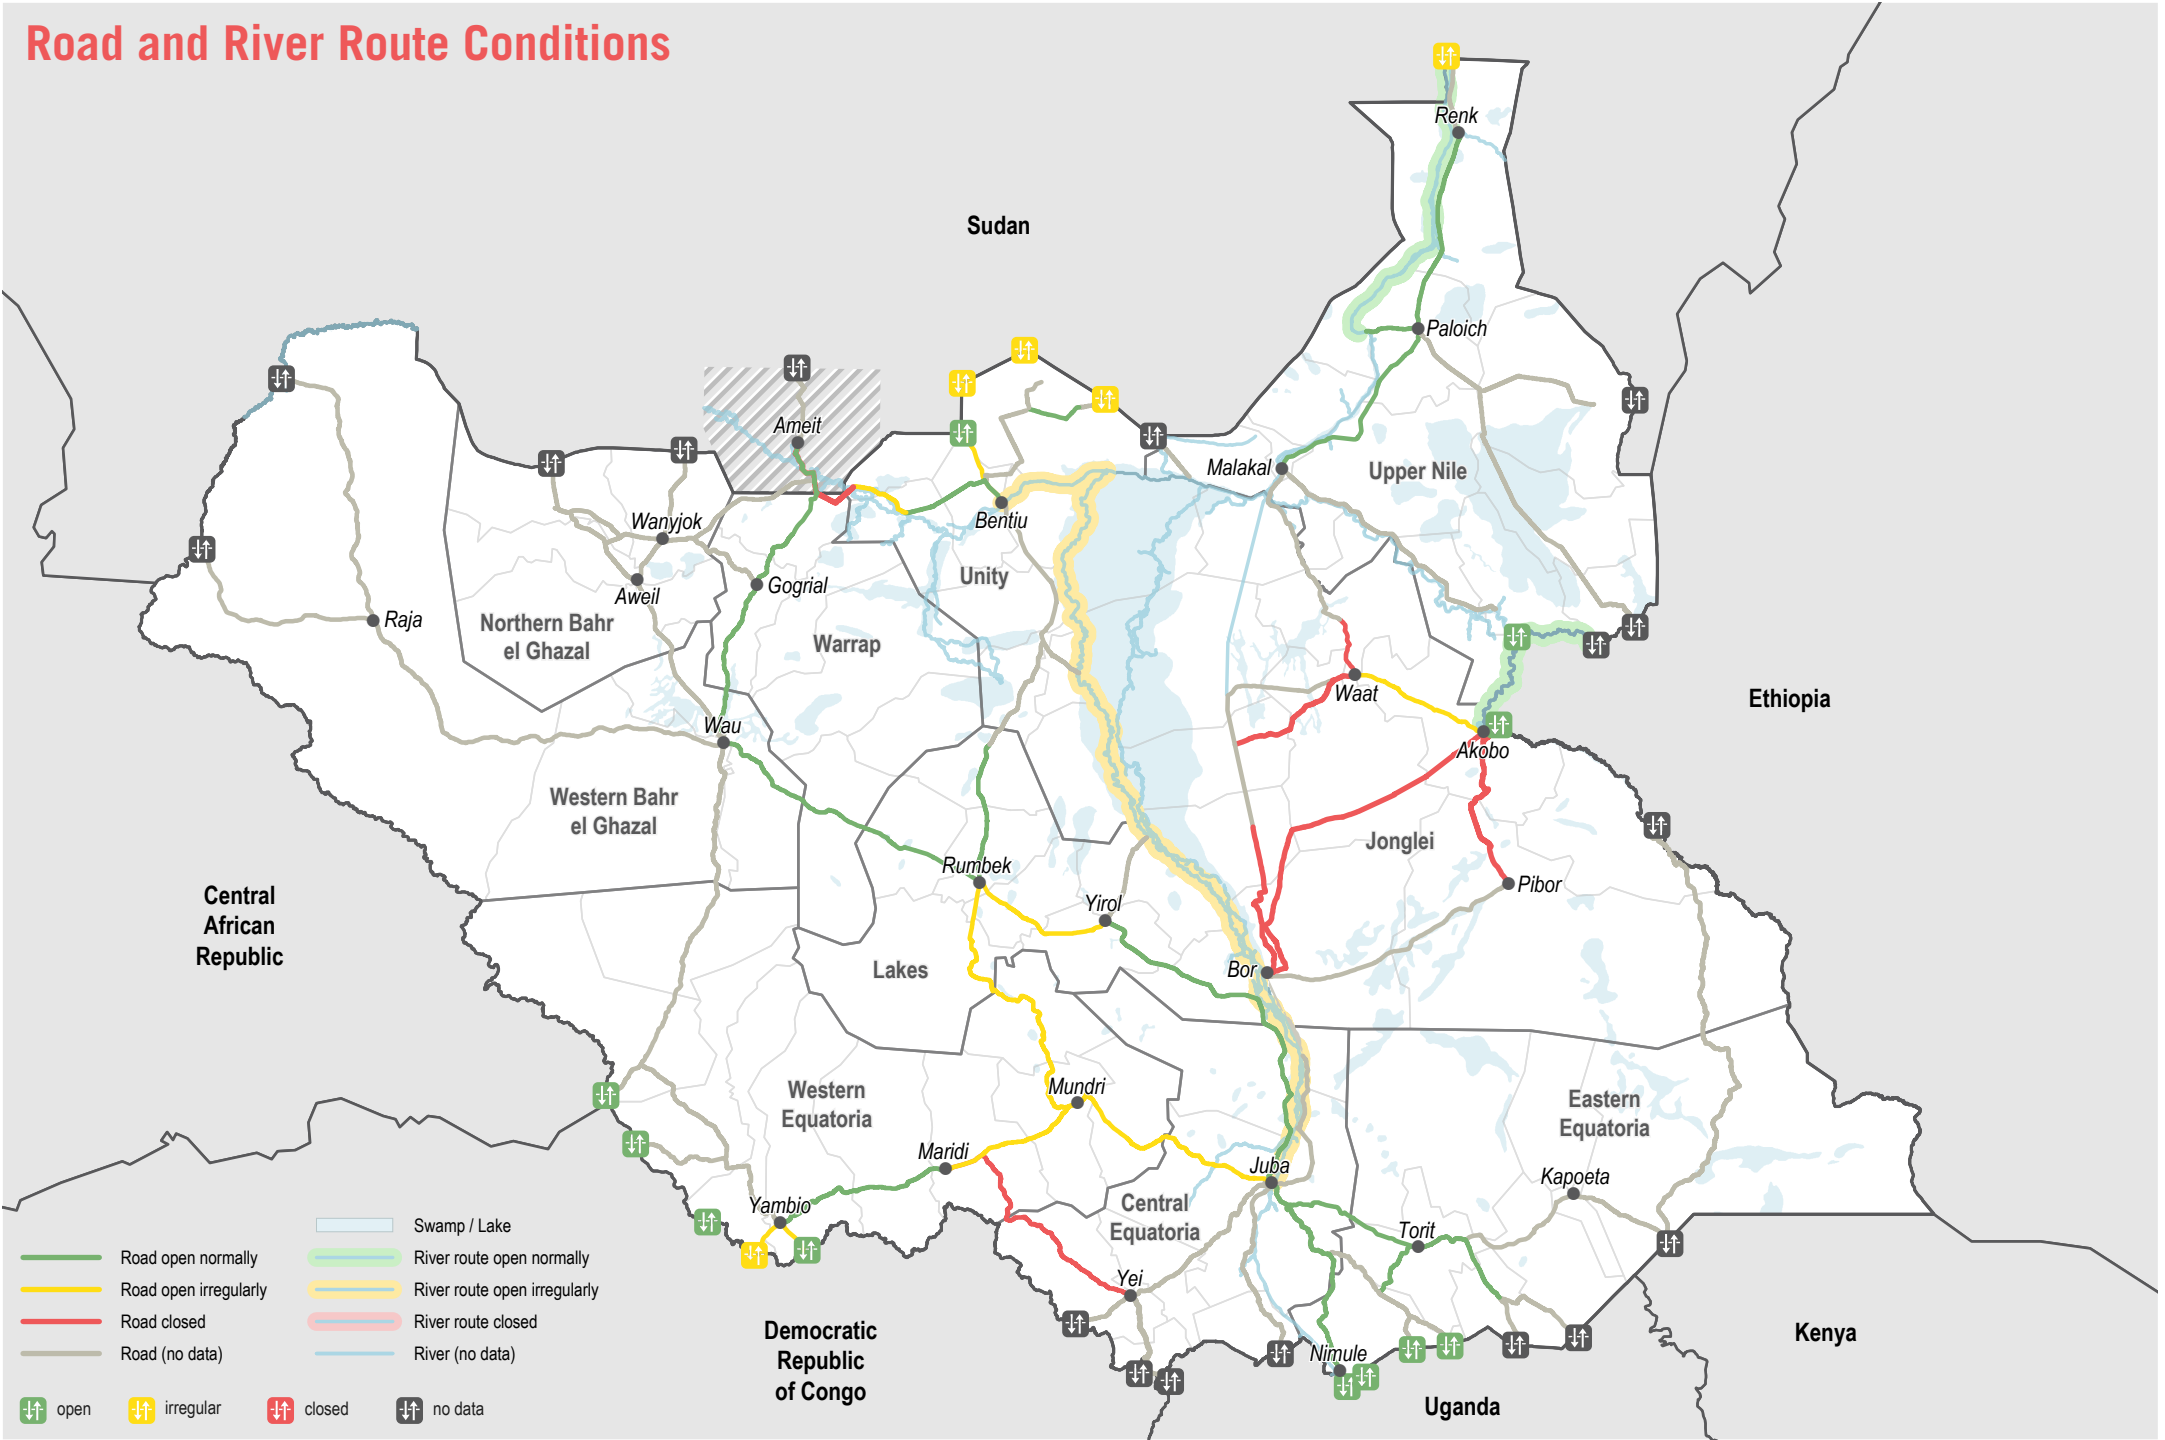 Road and River Route Conditions
Renk
Sudan
Paloich
Ameit
Malakal
Upper Nile
Wanyjok
Bentiu
Unity
Gogrial
Aweil
Raja
Northern Bahr
el Ghazal
Warrap
Waat
Ethiopia
Wau
Akobo
Western Bahr
el Ghazal
Jonglei
Rumbek
Pibor
Central
African
Republic
Yirol
Lakes
Bor
Mundri
Western
Equatoria
Eastern
Equatoria
Maridi
Juba
Kapoeta
Yambio
Central
Equatoria
Torit
Yei
Nimule
Democratic
Republic
of Congo
Kenya
Uganda
Swamp / Lake
Road open normally
River route open normally
Road open irregularly
River route open irregularly
Road closed
River route closed
Road (no data)
River (no data)
open
irregular
closed
no data